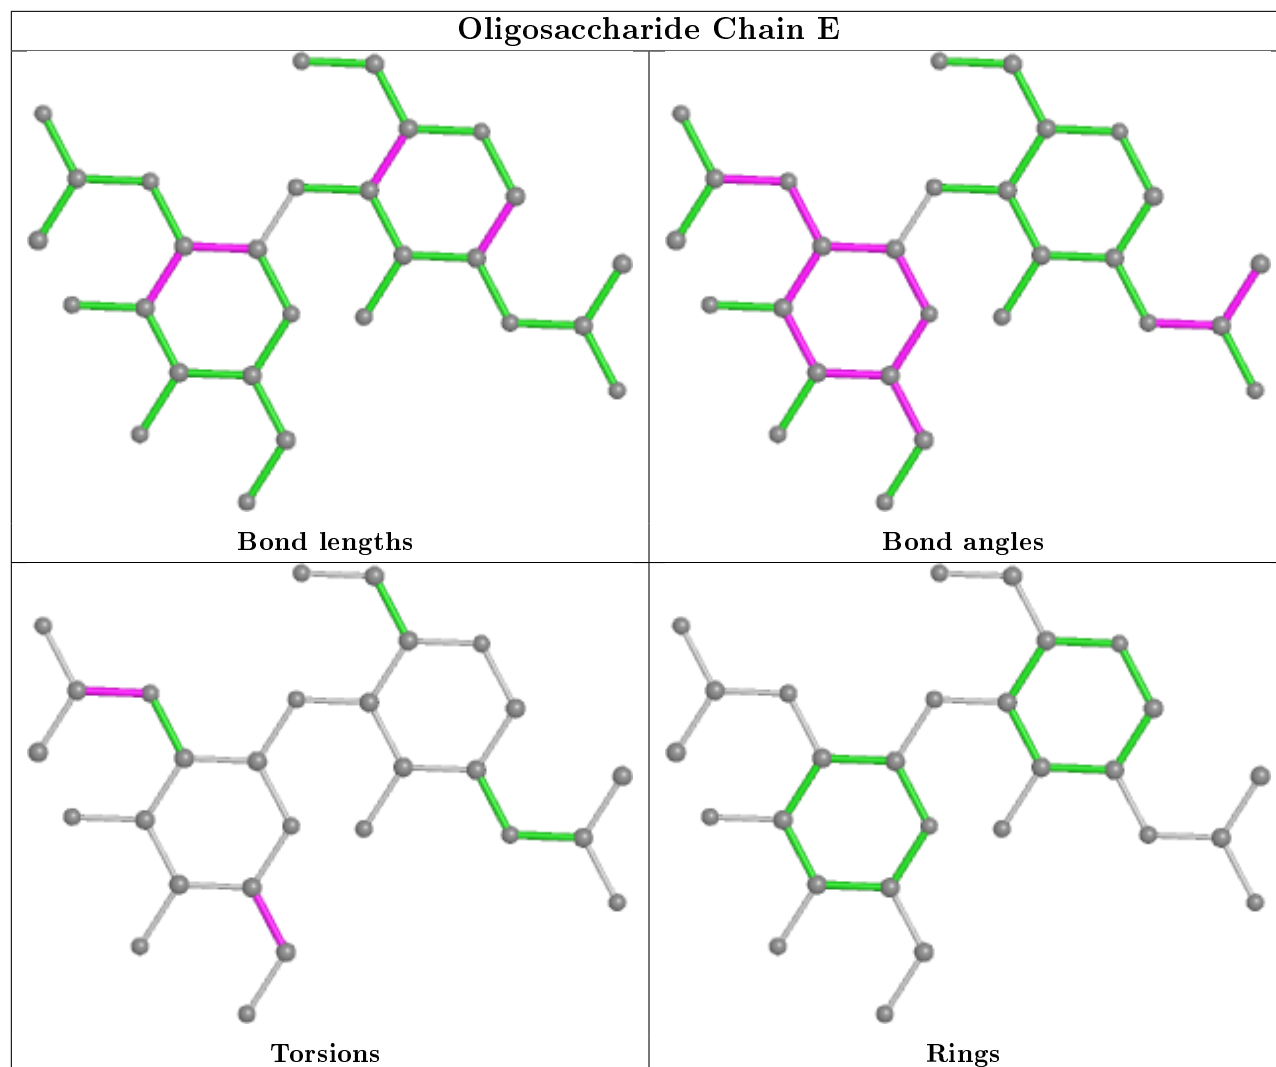 Oligosaccharide Chain E
Bond lengths
Bond angles
Torsions
Rings